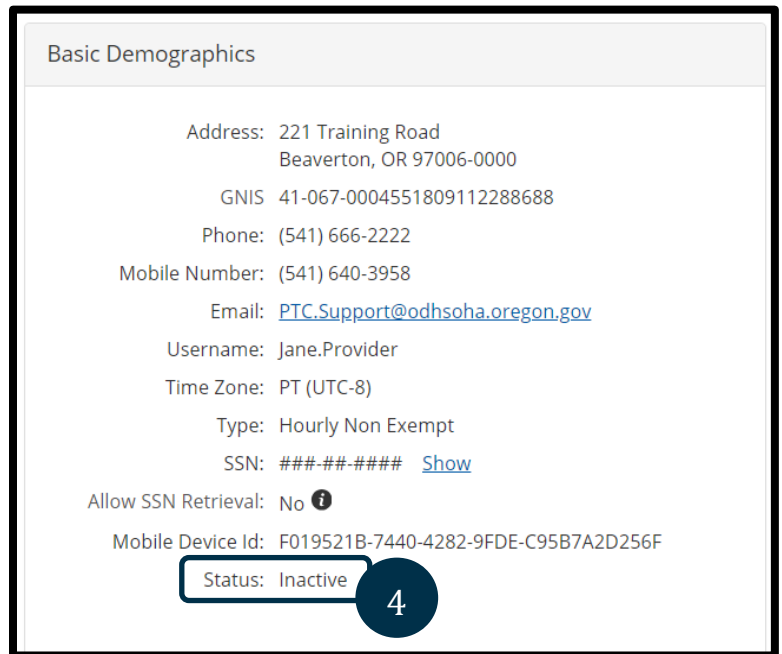 Basic Demographics
Address: 221 Training Road
Beaverton, OR 97006-0000
GNIS 41-067-0004551809112288688
Phone: (541) 666-2222
Mobile Number: (541) 640-3958
Email: PTC.Support@odhsoha.oregon.gov
Username: Jane.Provider
Time Zone: PT (UTC-8)
Type: Hourly Non Exempt
SSN: ###-##-#### Show
Allow SSN Retrieval: No i
Mobile Device Id: F019521B-7440-4282-9FDE-C95B7A2D256F
Status: Inactive
4